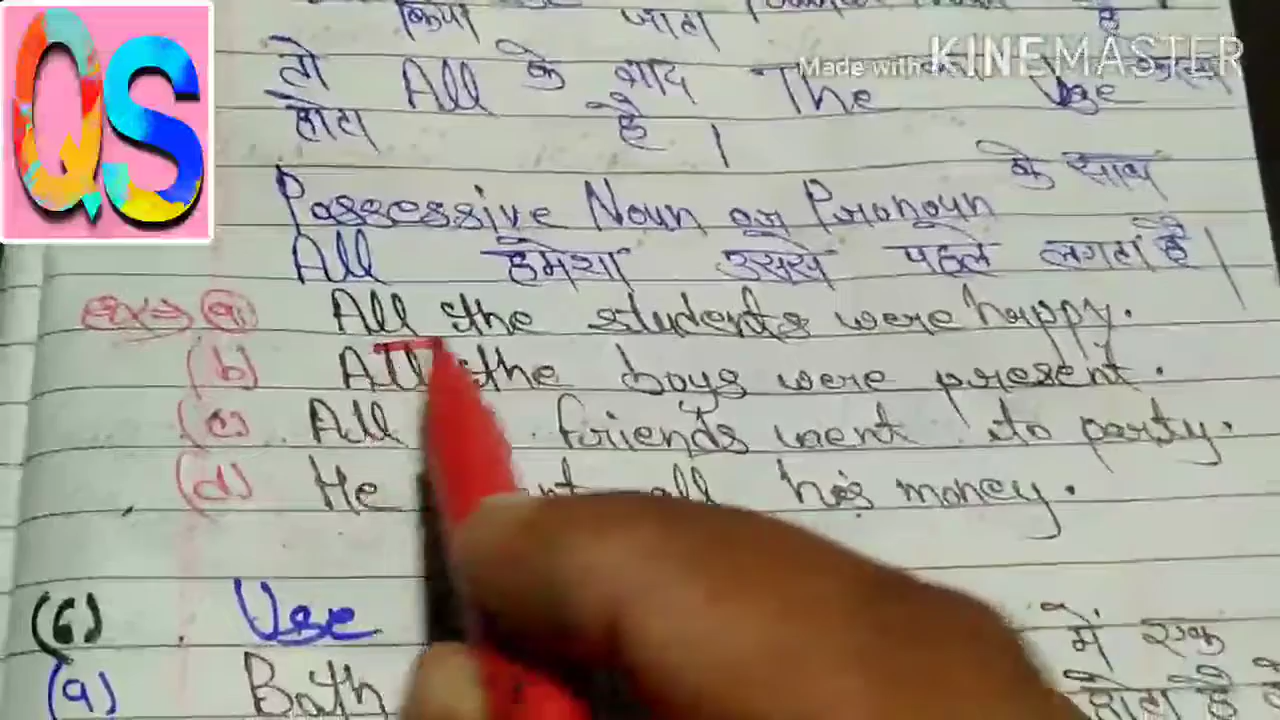 किया जाता है
तो All के बाद The Use
होता है ।
Possessive Noun or Pronoun के साथ
All हमेशा उससे पहले लगता है ।
Ex⇒ (a) All the students were happy.
(b) All the boys were present.
(c) All friends went to party.
(d) He all his money.
(6) Use में एक
(a) Both होता है
QS
Made with KINEMASTER